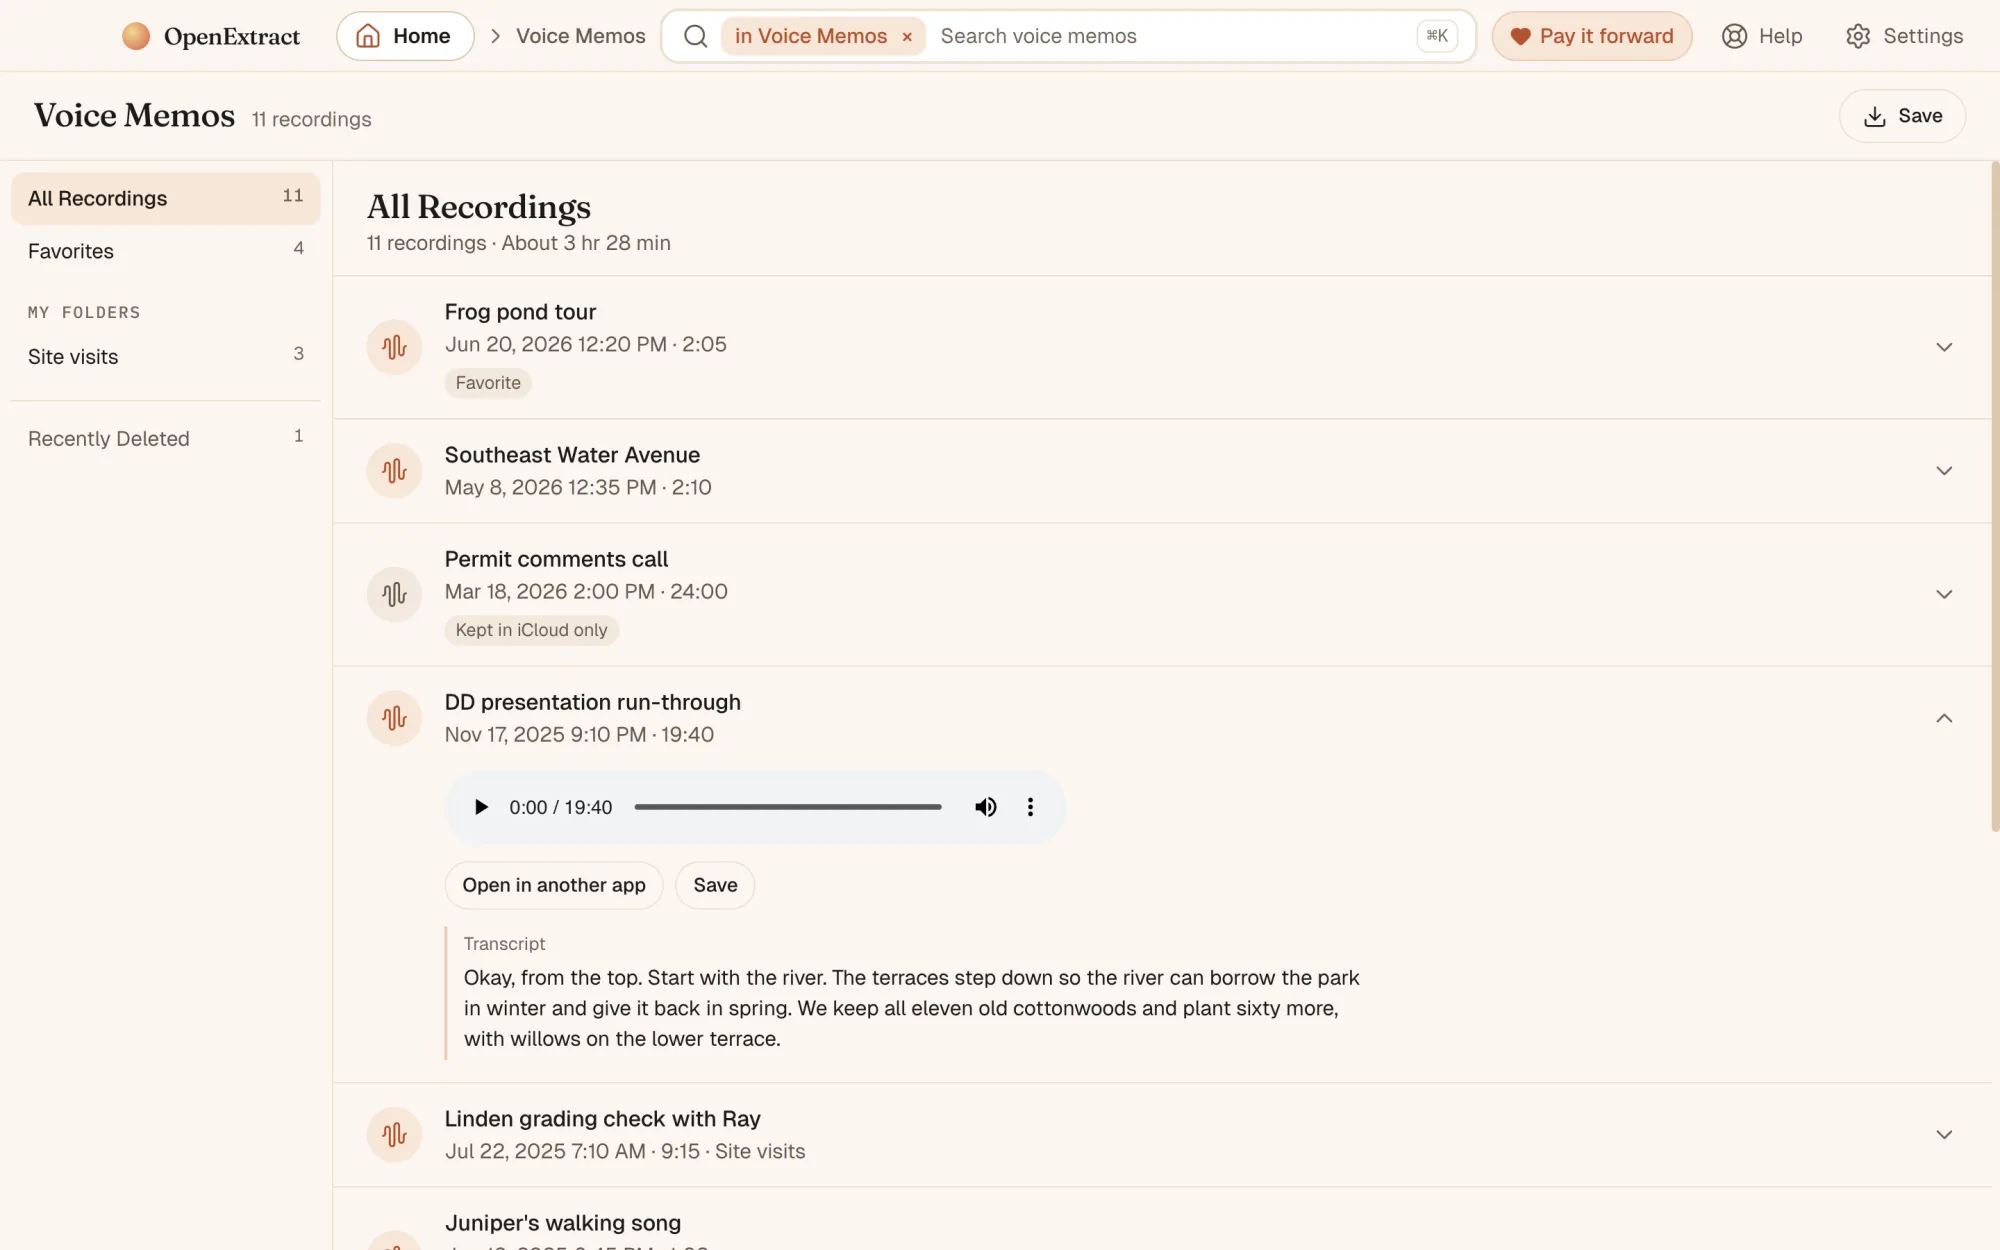 OpenExtract
Home
Voice Memos
in Voice Memos ×
Search voice memos
⌘K
Pay it forward
Help
Settings
Voice Memos
11 recordings
Save
All Recordings
11
Favorites
4
MY FOLDERS
Site visits
3
Recently Deleted
1
All Recordings
11 recordings · About 3 hr 28 min
Frog pond tour
Jun 20, 2026 12:20 PM · 2:05
Favorite
Southeast Water Avenue
May 8, 2026 12:35 PM · 2:10
Permit comments call
Mar 18, 2026 2:00 PM · 24:00
Kept in iCloud only
DD presentation run-through
Nov 17, 2025 9:10 PM · 19:40
0:00 / 19:40
Open in another app
Save
Transcript
Okay, from the top. Start with the river. The terraces step down so the river can borrow the park
in winter and give it back in spring. We keep all eleven old cottonwoods and plant sixty more,
with willows on the lower terrace.
Linden grading check with Ray
Jul 22, 2025 7:10 AM · 9:15 · Site visits
Juniper's walking song